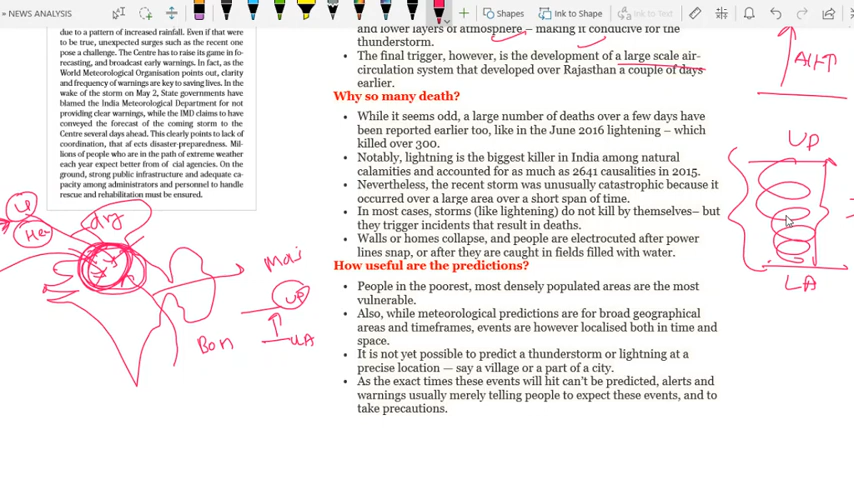 » NEWS ANALYSIS
Shapes
Ink to Shape
Ink to Text
due to a pattern of increased rainfall. Even if that were
to be true, unexpected surges such as the recent one
pose a challenge. The Centre has to raise its game in fo-
recasting, and broadcast early warnings. In fact, as the
World Meteorological Organisation points out, clarity
and frequency of warnings are key to saving lives. In
the wake of the storm on May 2, State governments have
blamed the India Meteorological Department for not
providing clear warnings, while the IMD claims to have
conveyed the forecast of the coming storm to the
Centre several days ahead. This clearly points to lack of
coordination, that af ects disaster-preparedness. Mil-
lions of people who are in the path of extreme weather
each year expect better from of cial agencies. On the
ground, strong public infrastructure and adequate ca-
pacity among administrators and personnel to handle
rescue and rehabilitation must be ensured.
and lower layers of atmosphere – making it conducive for the
thunderstorm.
• The final trigger, however, is the development of a large scale air-
circulation system that developed over Rajasthan a couple of days
earlier.
Why so many death?
• While it seems odd, a large number of deaths over a few days have
been reported earlier too, like in the June 2016 lightening – which
killed over 300.
• Notably, lightning is the biggest killer in India among natural
calamities and accounted for as much as 2641 causalities in 2015.
• Nevertheless, the recent storm was unusually catastrophic because it
occurred over a large area over a short span of time.
• In most cases, storms (like lightening) do not kill by themselves– but
they trigger incidents that result in deaths.
• Walls or homes collapse, and people are electrocuted after power
lines snap, or after they are caught in fields filled with water.
How useful are the predictions?
• People in the poorest, most densely populated areas are the most
vulnerable.
• Also, while meteorological predictions are for broad geographical
areas and timeframes, events are however localised both in time and
space.
• It is not yet possible to predict a thunderstorm or lightning at a
precise location — say a village or a part of a city.
• As the exact times these events will hit can't be predicted, alerts and
warnings usually merely telling people to expect these events, and to
take precautions.
dry
UP
LA
UP